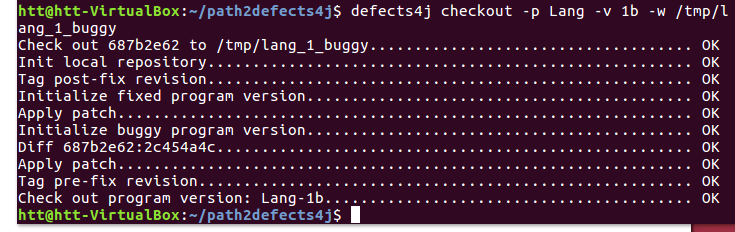 htt@htt-VirtualBox:~/path2defects4j$ defects4j checkout -p Lang -v 1b -w /tmp/l
ang_1_buggy
Check out 687b2e62 to /tmp/lang_1_buggy...................................... OK
Init local repository........................................................ OK
Tag post-fix revision........................................................ OK
Initialize fixed program version............................................. OK
Apply patch.................................................................. OK
Initialize buggy program version............................................. OK
Diff 687b2e62:2c454a4c....................................................... OK
Apply patch.................................................................. OK
Tag pre-fix revision......................................................... OK
Check out program version: Lang-1b........................................... OK
htt@htt-VirtualBox:~/path2defects4j$